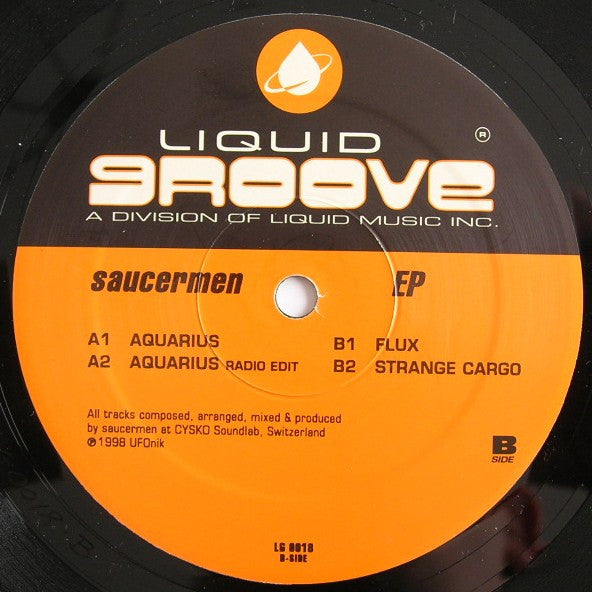 LIQUID ®
GROOVE
A DIVISION OF LIQUID MUSIC INC.
saucermen EP
A1 AQUARIUS B1 FLUX
A2 AQUARIUS RADIO EDIT B2 STRANGE CARGO
All tracks composed, arranged, mixed & produced
by saucermen at CYSKO Soundlab, Switzerland
℗ 1998 UFOnik
B
SIDE
LG 0018
B-SIDE